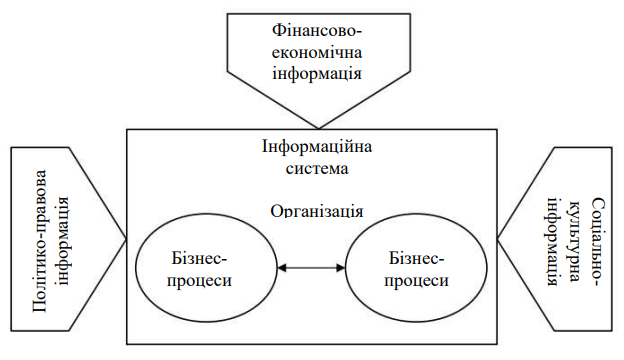 Фінансово-
економічна
інформація
Інформаційна
система
Організація
Політико-правова
інформація
Бізнес-
процеси
Бізнес-
процеси
Соціально-
культурна
інформація